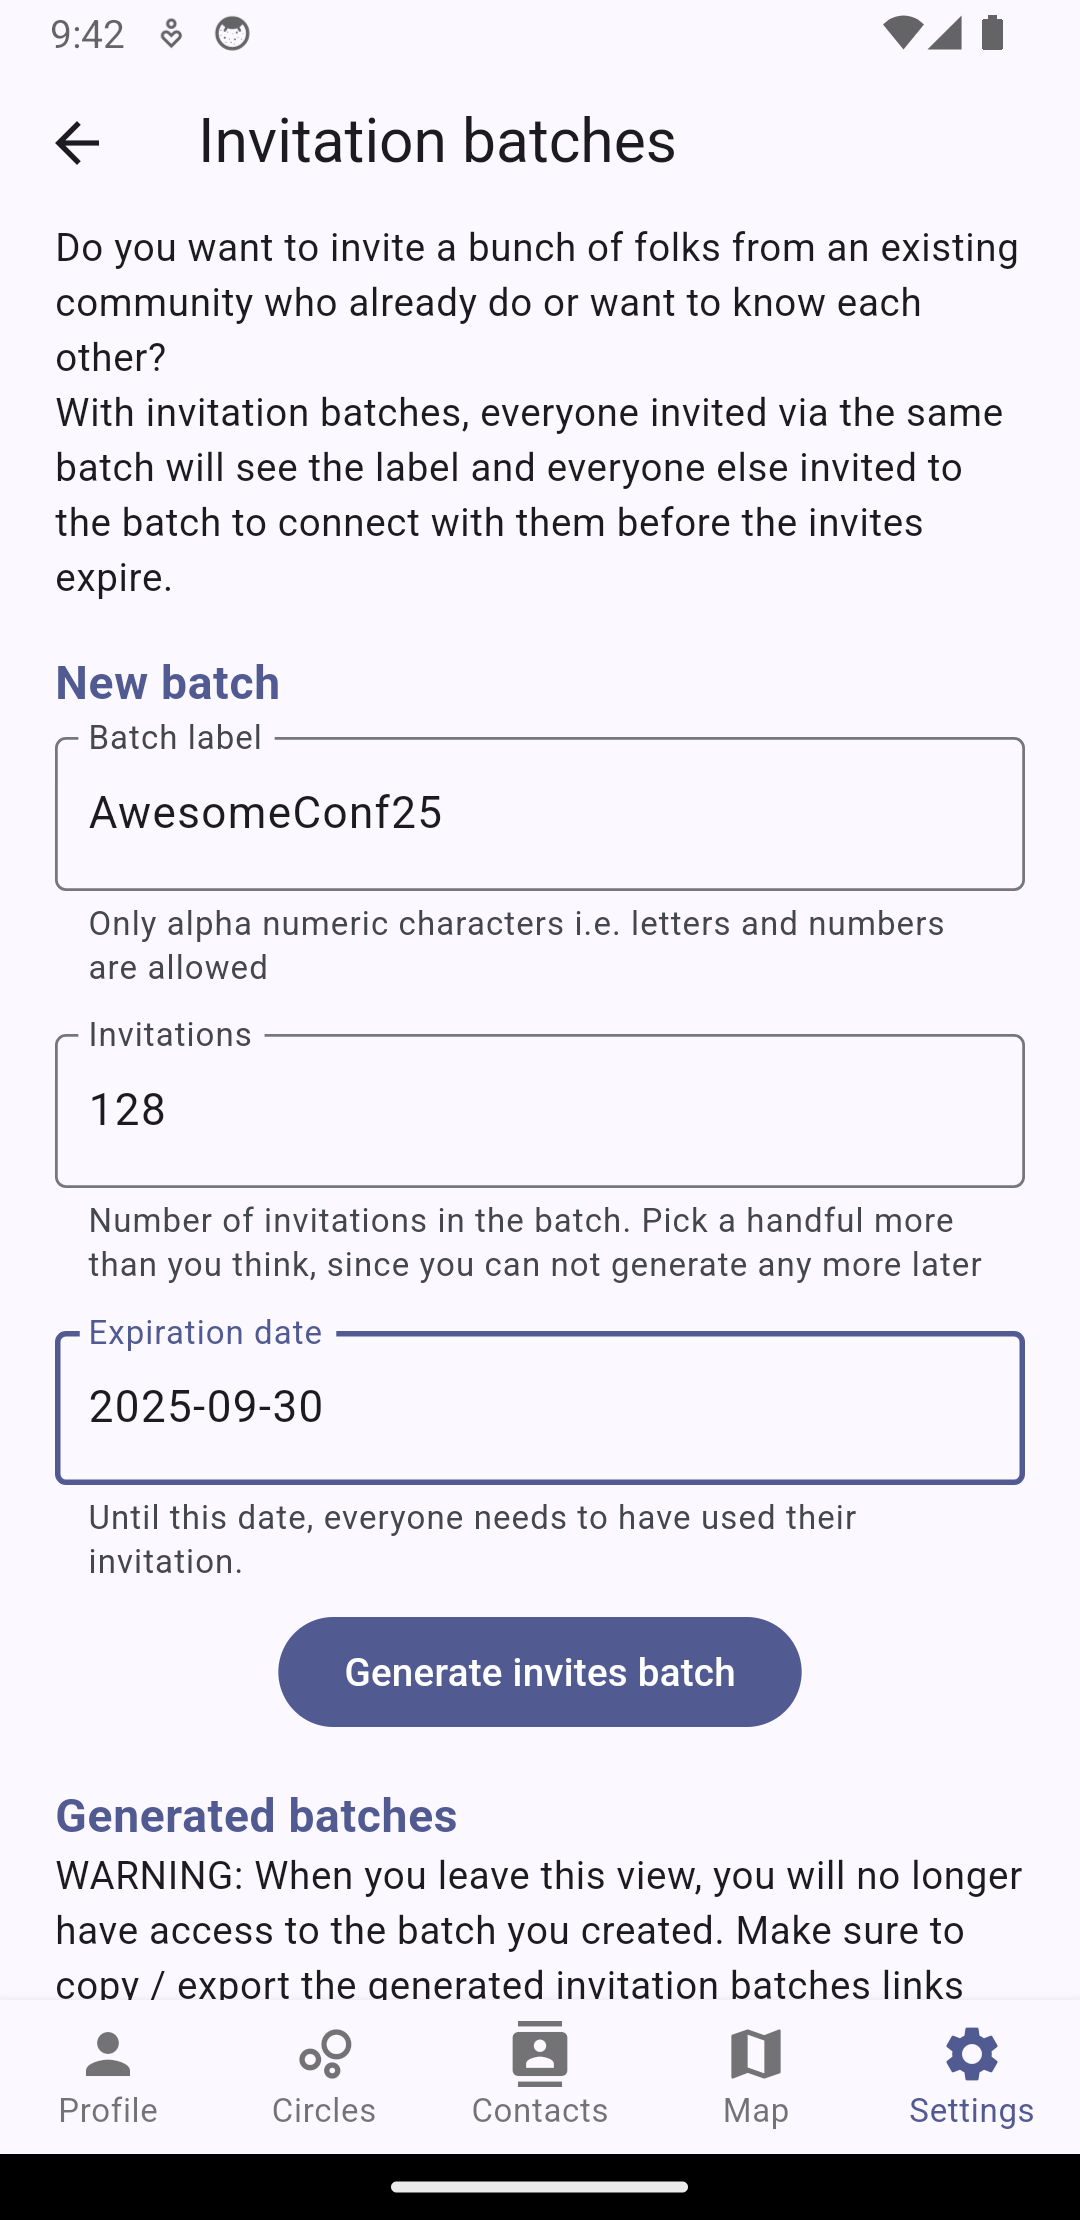 9:42
Invitation batches
Do you want to invite a bunch of folks from an existing
community who already do or want to know each
other?
With invitation batches, everyone invited via the same
batch will see the label and everyone else invited to
the batch to connect with them before the invites
expire.
New batch
Batch label
AwesomeConf25
Only alpha numeric characters i.e. letters and numbers
are allowed
Invitations
128
Number of invitations in the batch. Pick a handful more
than you think, since you can not generate any more later
Expiration date
2025-09-30
Until this date, everyone needs to have used their
invitation.
Generate invites batch
Generated batches
WARNING: When you leave this view, you will no longer
have access to the batch you created. Make sure to
copy / export the generated invitation batches links
Profile
Circles
Contacts
Map
Settings